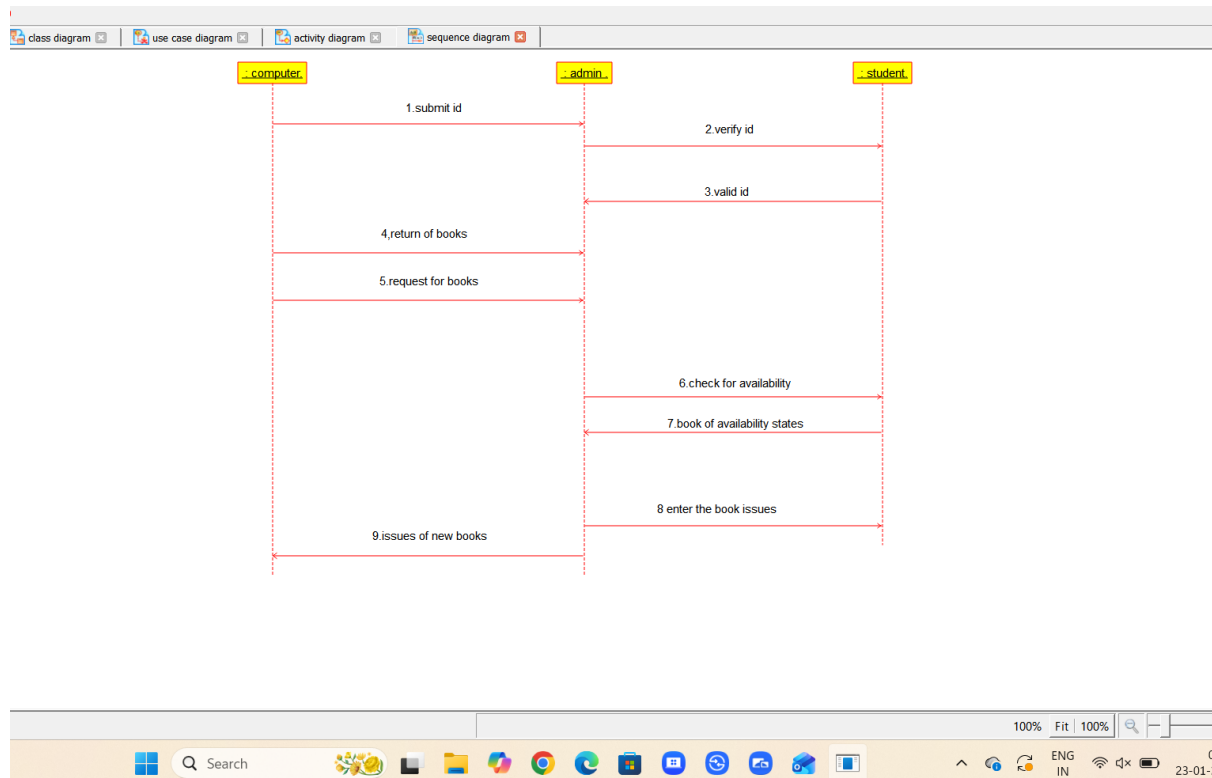 class diagram
use case diagram
activity diagram
sequence diagram
: computer.
: admin .
: student.
1.submit id
2.verify id
3.valid id
4,return of books
5.request for books
6.check for availability
7.book of availability states
8 enter the book issues
9.issues of new books
100% Fit 100%
Search
ENG
IN
23-01-